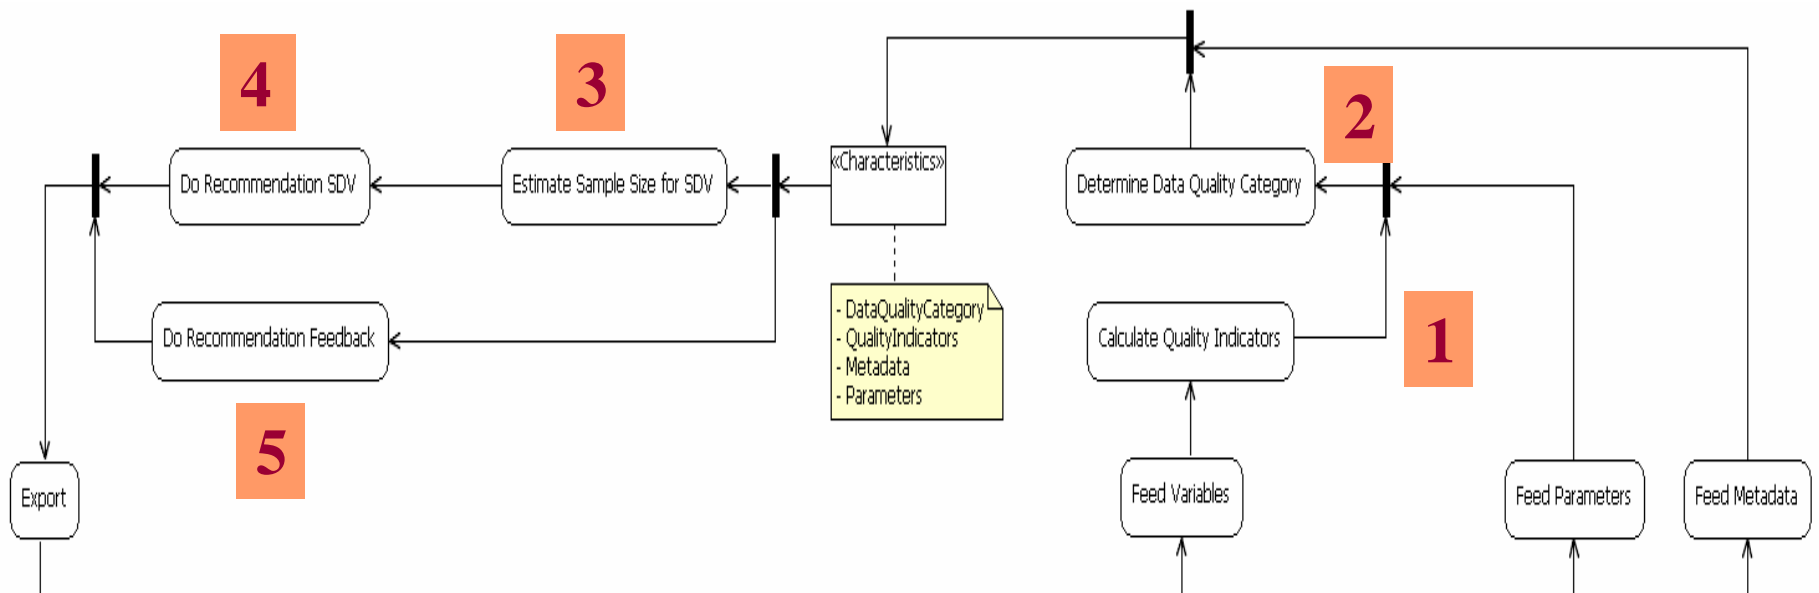 4
3
2
«Characteristics»
Do Recommendation SDV
Estimate Sample Size for SDV
Determine Data Quality Category
- DataQualityCategory
- QualityIndicators
- Metadata
- Parameters
Do Recommendation Feedback
Calculate Quality Indicators
1
5
Export
Feed Variables
Feed Parameters
Feed Metadata